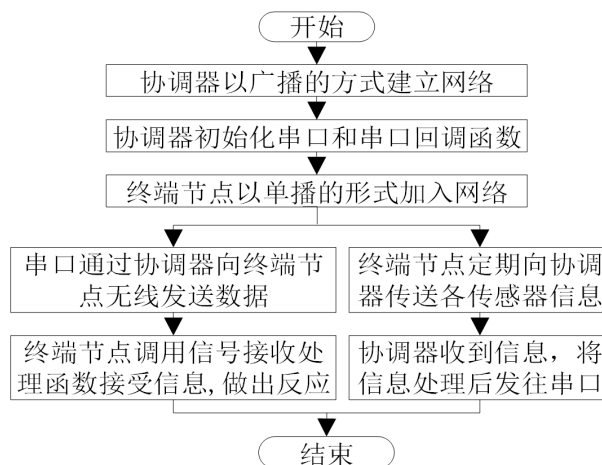 开始
协调器以广播的方式建立网络
协调器初始化串口和串口回调函数
终端节点以单播的形式加入网络
串口通过协调器向终端节
点无线发送数据
终端节点定期向协调
器传送各传感器信息
终端节点调用信号接收处
理函数接受信息,做出反应
协调器收到信息，将
信息处理后发往串口
结束